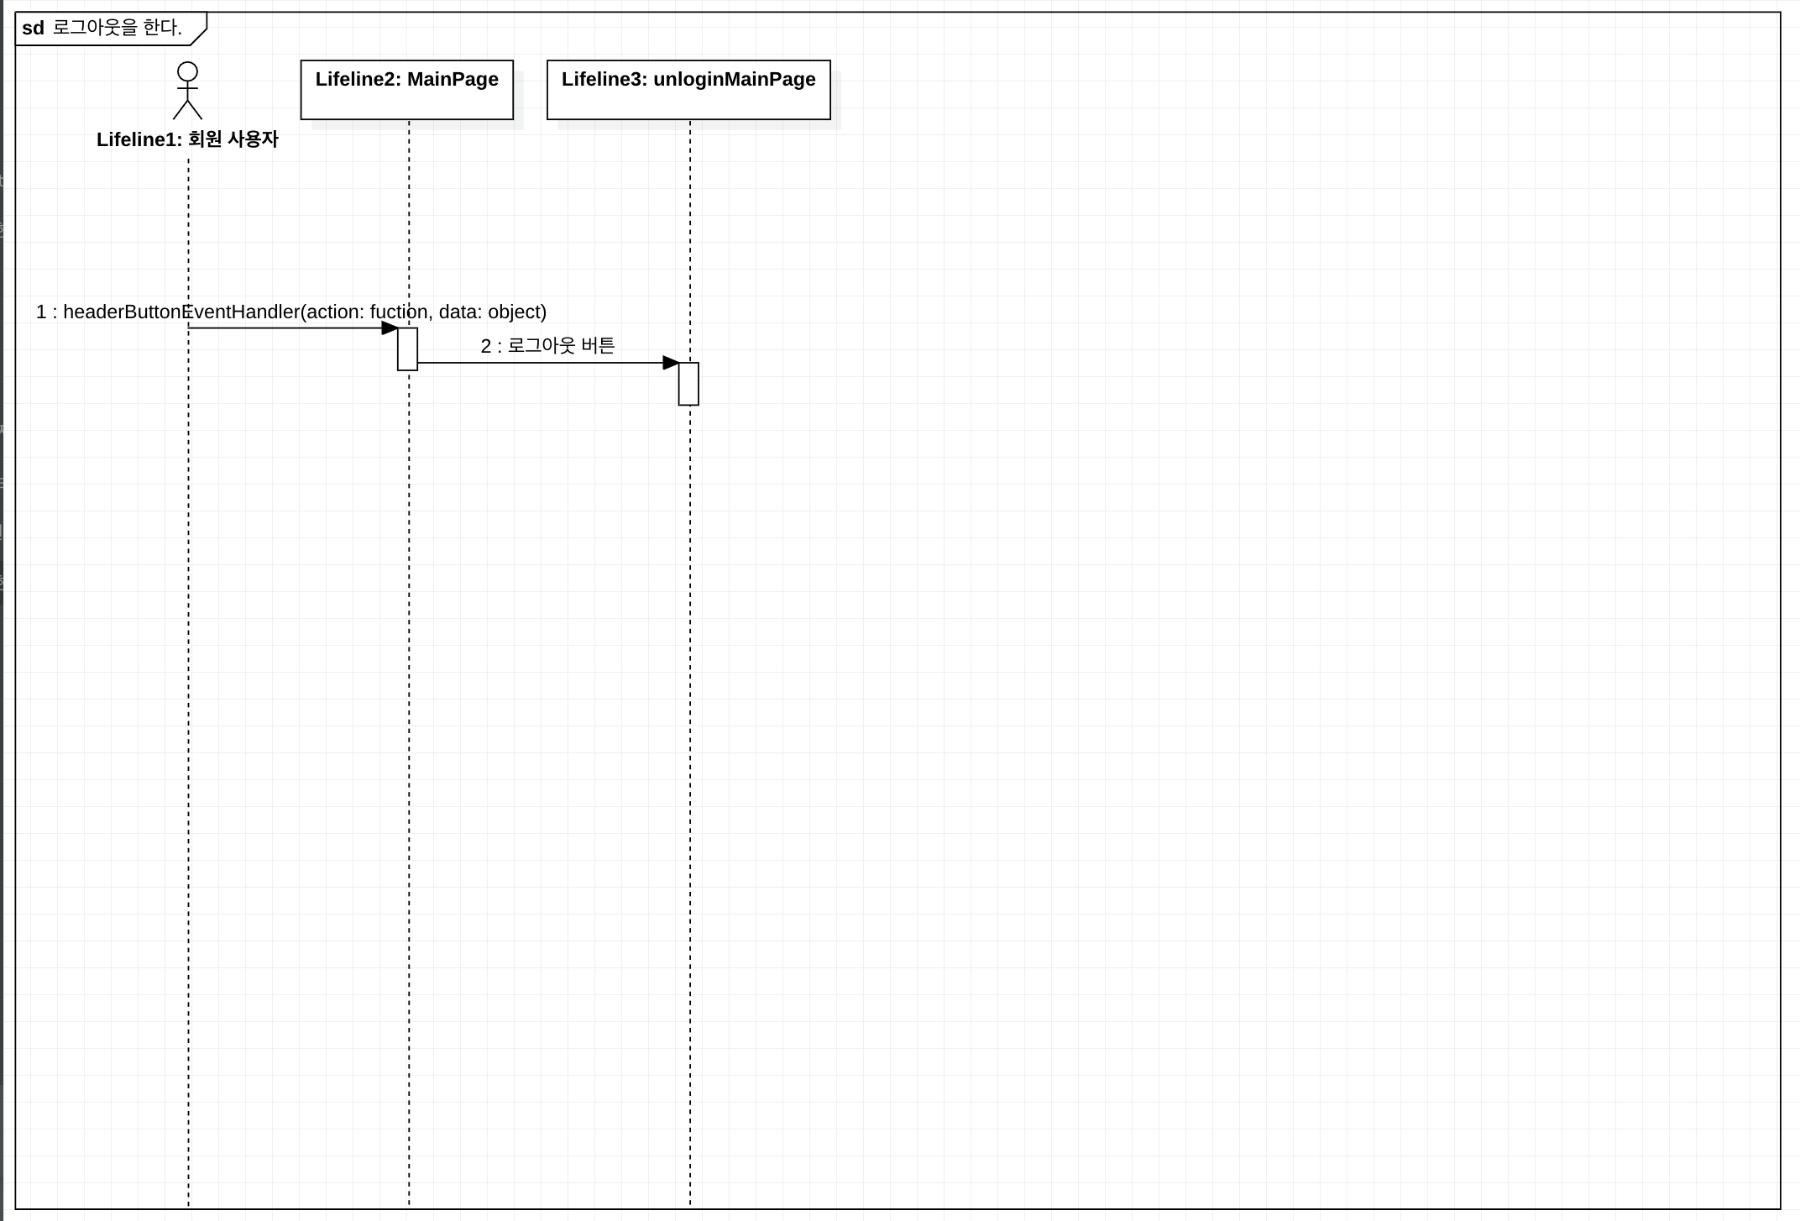 sd 로그아웃을 한다.
Lifeline2: MainPage
Lifeline3: unloginMainPage
Lifeline1: 회원 사용자
1 : headerButtonEventHandler(action: fuction, data: object)
2 : 로그아웃 버튼